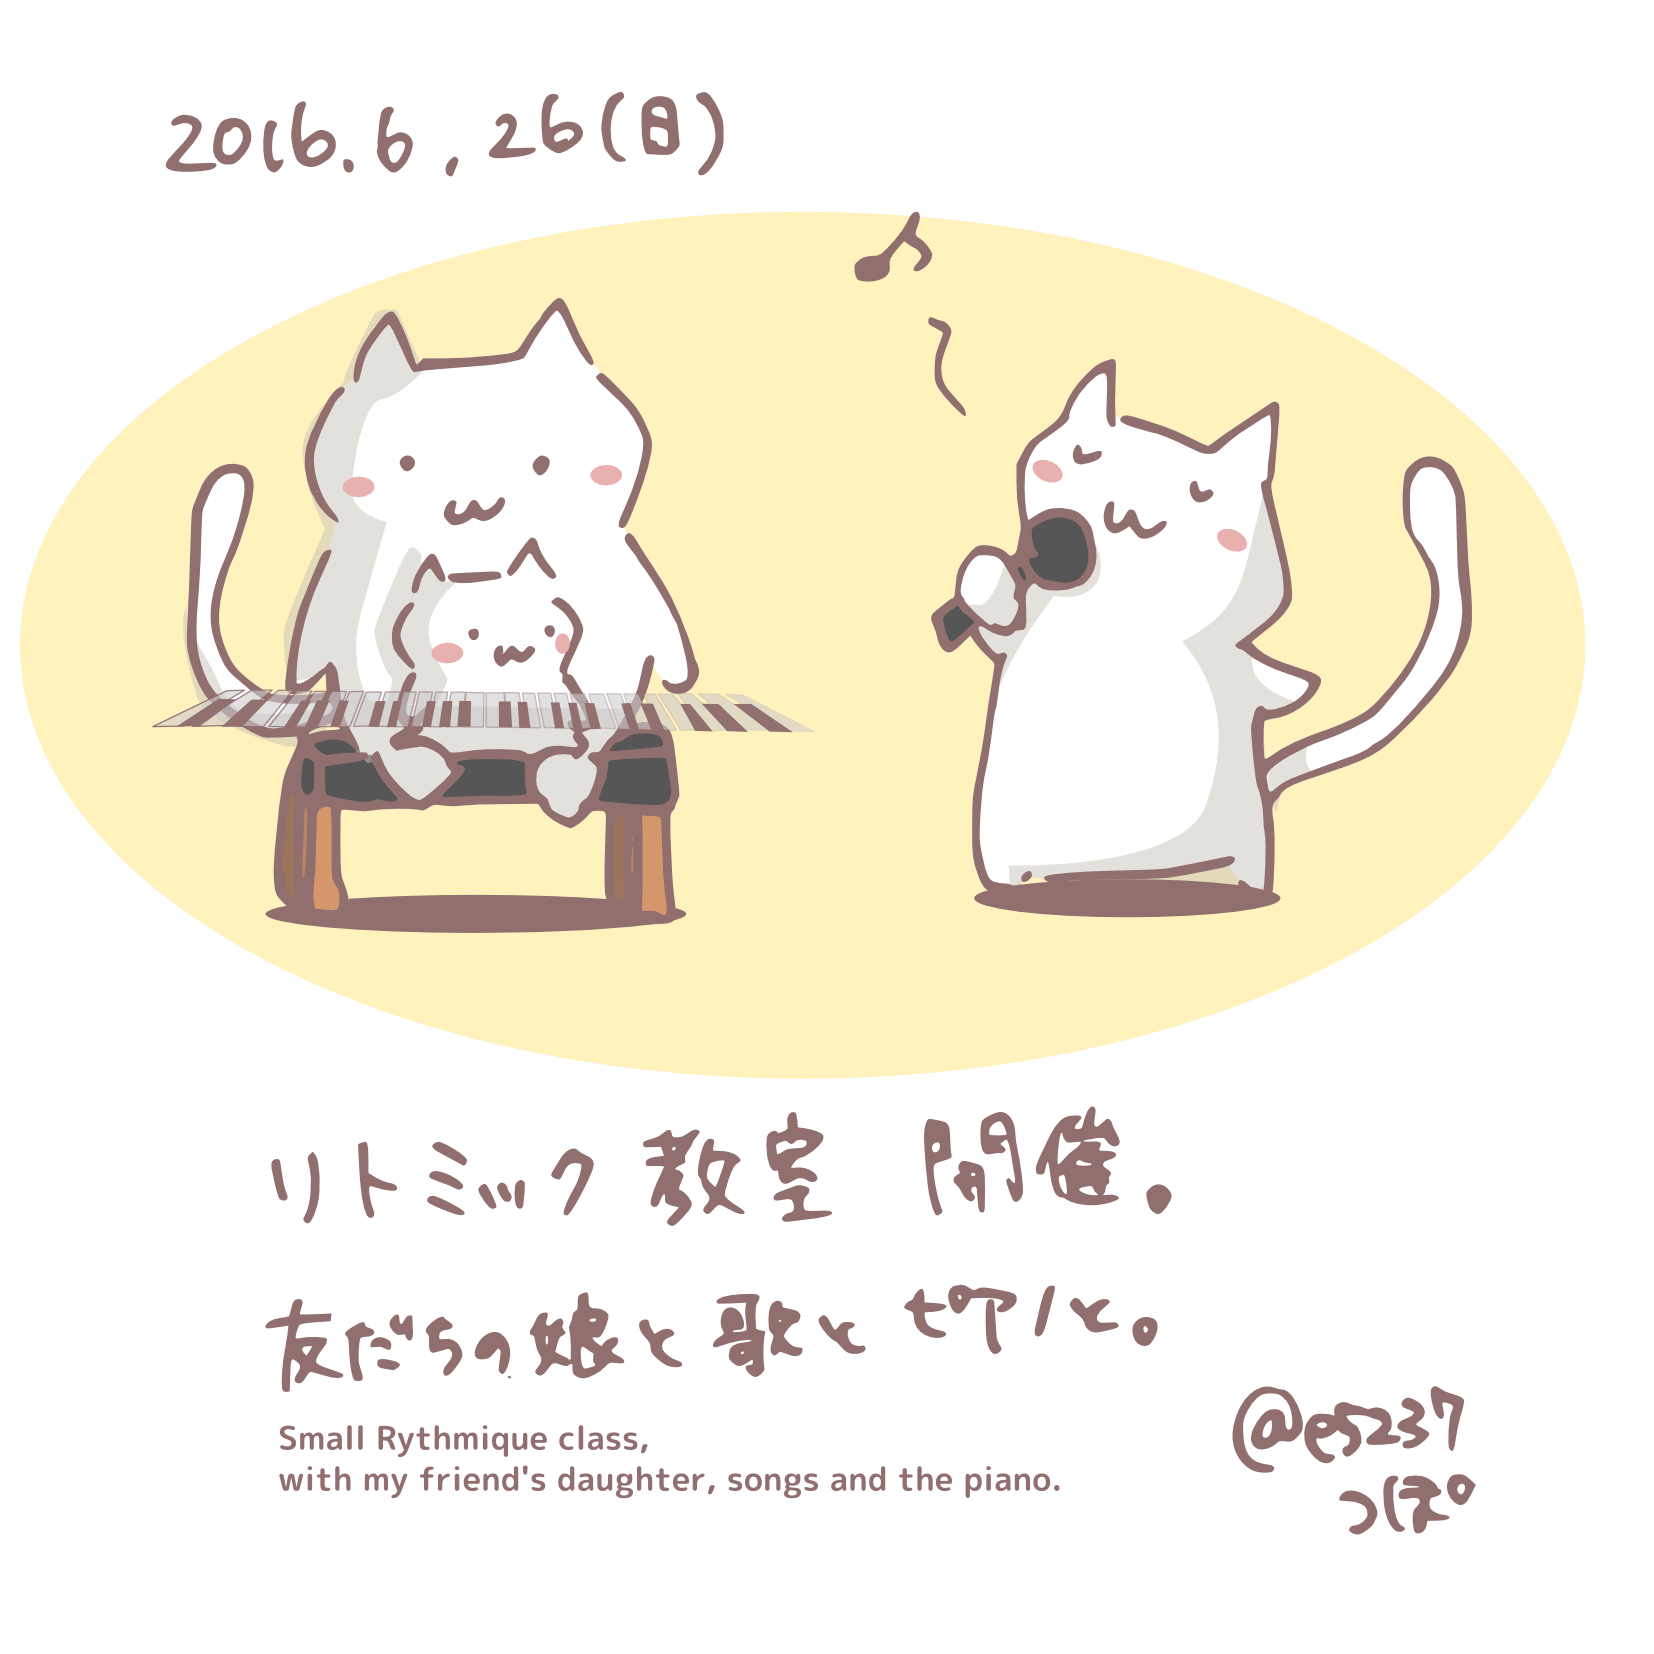 2016.6.26(日)
リトミック教室 開催.
友だちの娘と歌とピアノと。
Small Rythmique class,
with my friend's daughter, songs and the piano.
@e5237
つぽ